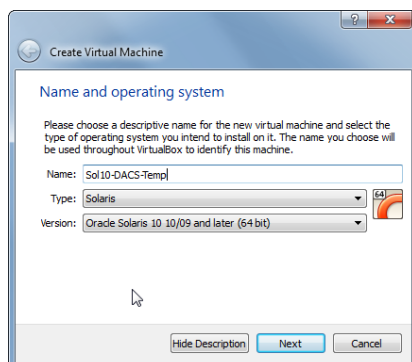 Create Virtual Machine
Name and operating system
Please choose a descriptive name for the new virtual machine and select the
type of operating system you intend to install on it. The name you choose will
be used throughout VirtualBox to identify this machine.
Name: Sol10-DACS-Temp
Type: Solaris
64
Version: Oracle Solaris 10 10/09 and later (64 bit)
Hide Description Next Cancel